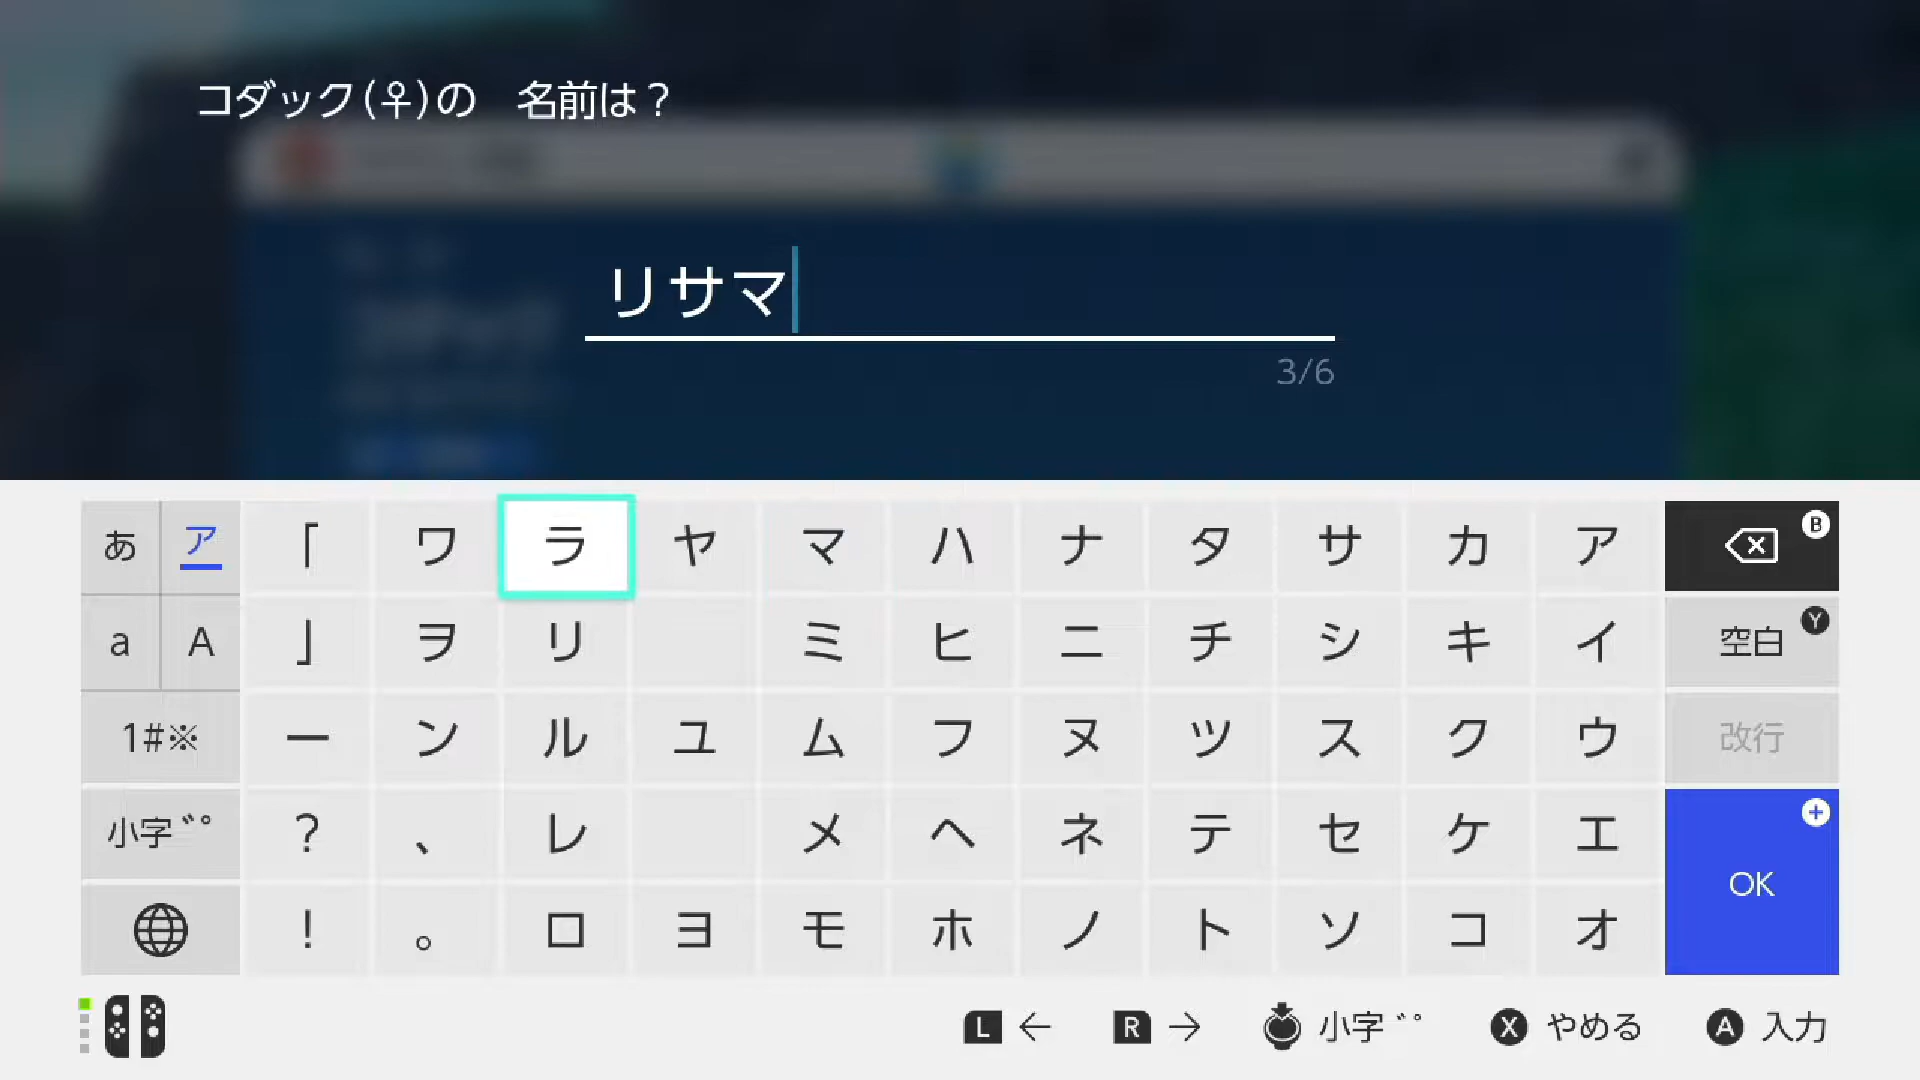 コダック(♀)の　名前は？
リサマ
3/6
あ ア 「 ワ ラ ヤ マ ハ ナ タ サ カ ア B
a A 」 ヲ リ ミ ヒ ニ チ シ キ イ 空白 Y
1#※ ー ン ル ユ ム フ ヌ ツ ス ク ウ 改行
小字゛゜ ? 、 レ メ ヘ ネ テ セ ケ エ
! 。 ロ ヨ モ ホ ノ ト ソ コ オ OK +
L ← R → 小字゛゜ X やめる A 入力